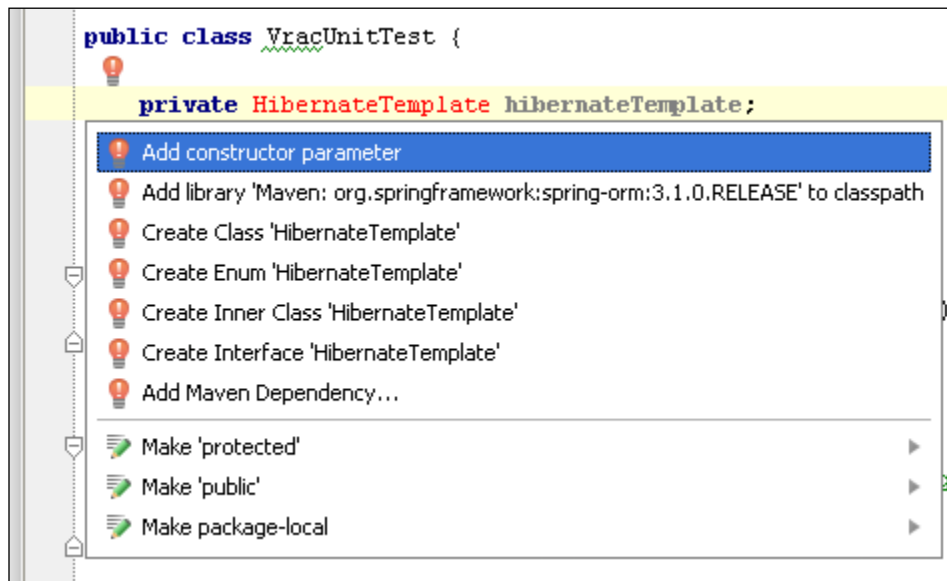 public class VracUnitTest {
private HibernateTemplate hibernateTemplate;
Add constructor parameter
Add library 'Maven: org.springframework:spring-orm:3.1.0.RELEASE' to classpath
Create Class 'HibernateTemplate'
Create Enum 'HibernateTemplate'
Create Inner Class 'HibernateTemplate'
Create Interface 'HibernateTemplate'
Add Maven Dependency...
Make 'protected'
Make 'public'
Make package-local